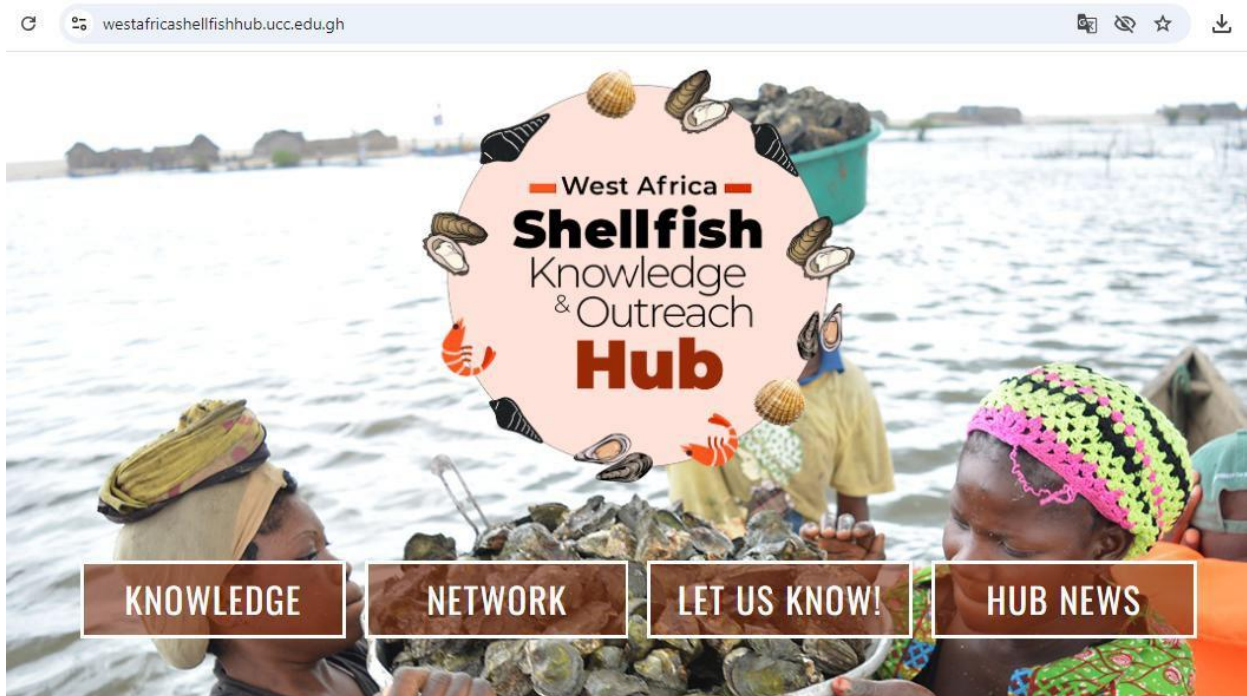 westafricashellfishhub.ucc.edu.gh
West Africa
Shellfish
Knowledge
& Outreach
Hub
KNOWLEDGE
NETWORK
LET US KNOW!
HUB NEWS